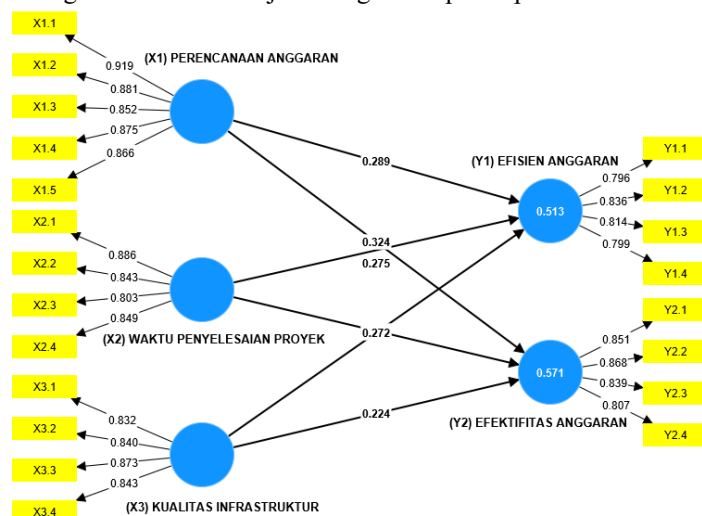 X1.1
X1.2
X1.3
X1.4
X1.5
0.919
0.881
0.852
0.875
0.866
(X1) PERENCANAAN ANGGARAN
X2.1
X2.2
X2.3
X2.4
0.886
0.843
0.803
0.849
(X2) WAKTU PENYELESAIAN PROYEK
X3.1
X3.2
X3.3
X3.4
0.832
0.840
0.873
0.843
(X3) KUALITAS INFRASTRUKTUR
0.289
0.324
0.275
0.272
0.224
(Y1) EFISIEN ANGGARAN
0.513
0.796
0.836
0.814
0.799
Y1.1
Y1.2
Y1.3
Y1.4
0.571
(Y2) EFEKTIFITAS ANGGARAN
0.851
0.868
0.839
0.807
Y2.1
Y2.2
Y2.3
Y2.4